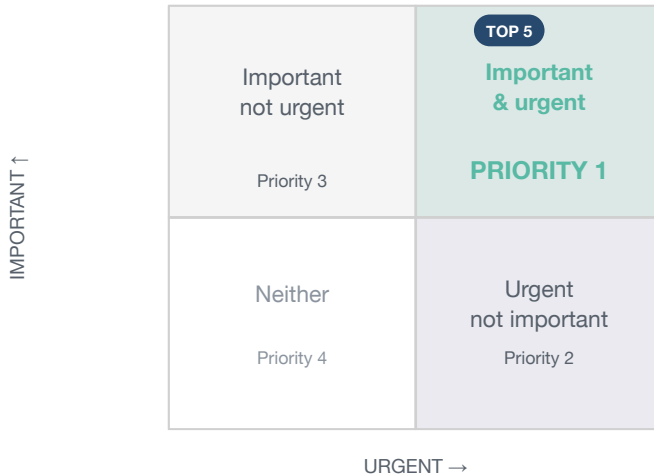 TOP 5
Important
not urgent
Priority 3
Important
& urgent
PRIORITY 1
IMPORTANT ↑
Neither
Priority 4
Urgent
not important
Priority 2
URGENT →